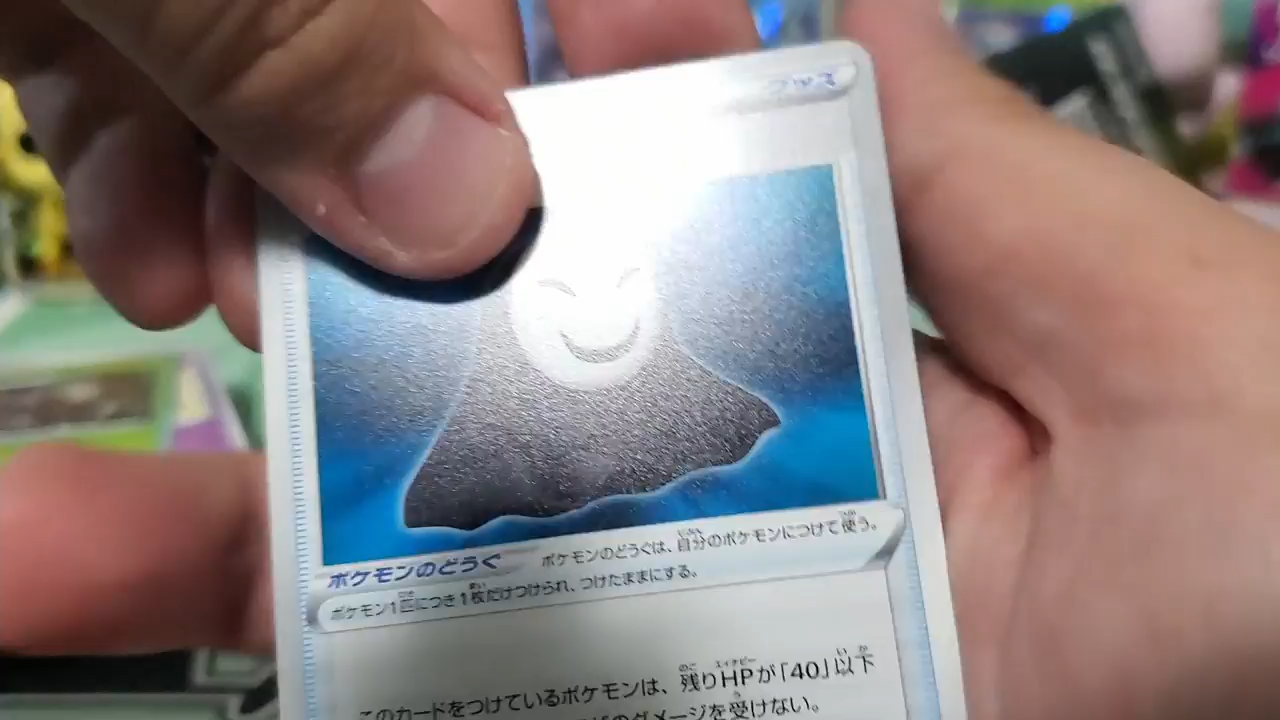 グッズ
ポケモンのどうぐ ポケモンのどうぐは、自分のポケモンにつけて使う。
ポケモン1匹につき1枚だけつけられ、つけたままにする。
このカードをつけているポケモンは、残りHPが「40」以下
のダメージを受けない。